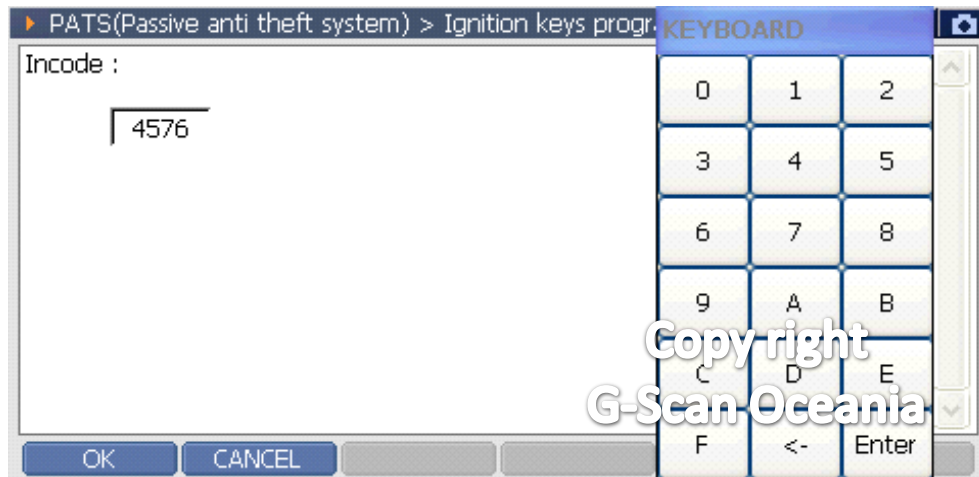 PATS(Passive anti theft system) > Ignition keys progr
KEYBOARD
Incode :
4576
0 1 2
3 4 5
6 7 8
9 A B
C D E
F <- Enter
Copy right
G-Scan Oceania
OK CANCEL